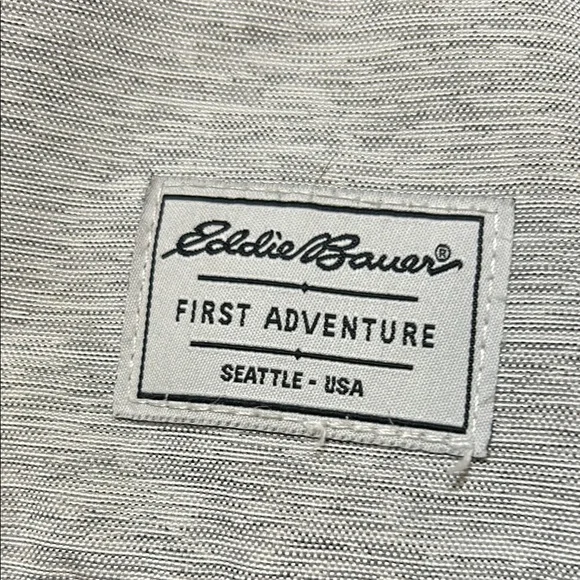 Eddie Bauer®
FIRST ADVENTURE
SEATTLE - USA